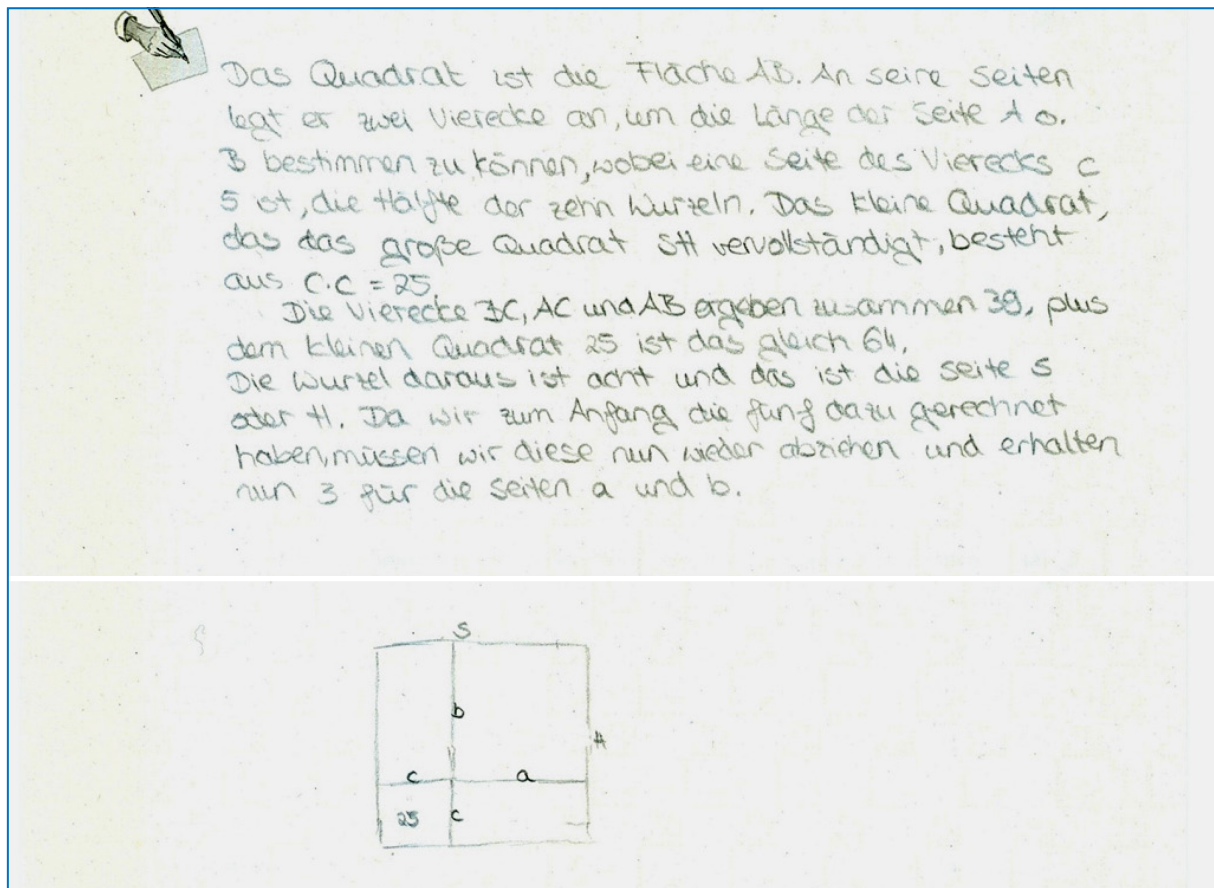 Das Quadrat ist die Fläche AB. An seine Seiten
legt er zwei Vierecke an, um die Länge der Seite A o.
B bestimmen zu können, wobei eine Seite des Vierecks C
5 ist, die Hälfte der zehn Wurzeln. Das kleine Quadrat,
das das große Quadrat SH vervollständigt, besteht
aus C·C = 25
Die Vierecke BC, AC und AB ergeben zusammen 39, plus
dem kleinen Quadrat 25 ist das gleich 64.
Die Wurzel daraus ist acht und das ist die Seite S
oder H. Da wir zum Anfang die fünf dazu gerechnet
haben, müssen wir diese nun wieder abziehen und erhalten
nun 3 für die Seiten a und b.
S
b
H
c a
25 c